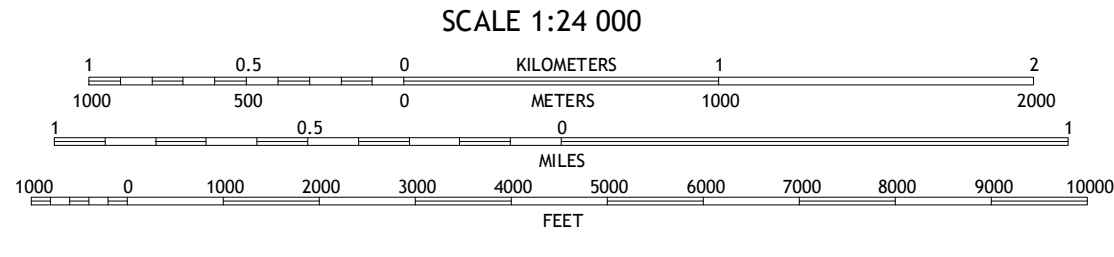 SCALE 1:24 000
1 0.5 0 KILOMETERS 1 2
1000 500 0 METERS 1000 2000
1 0.5 0 1
MILES
1000 0 1000 2000 3000 4000 5000 6000 7000 8000 9000 10000
FEET